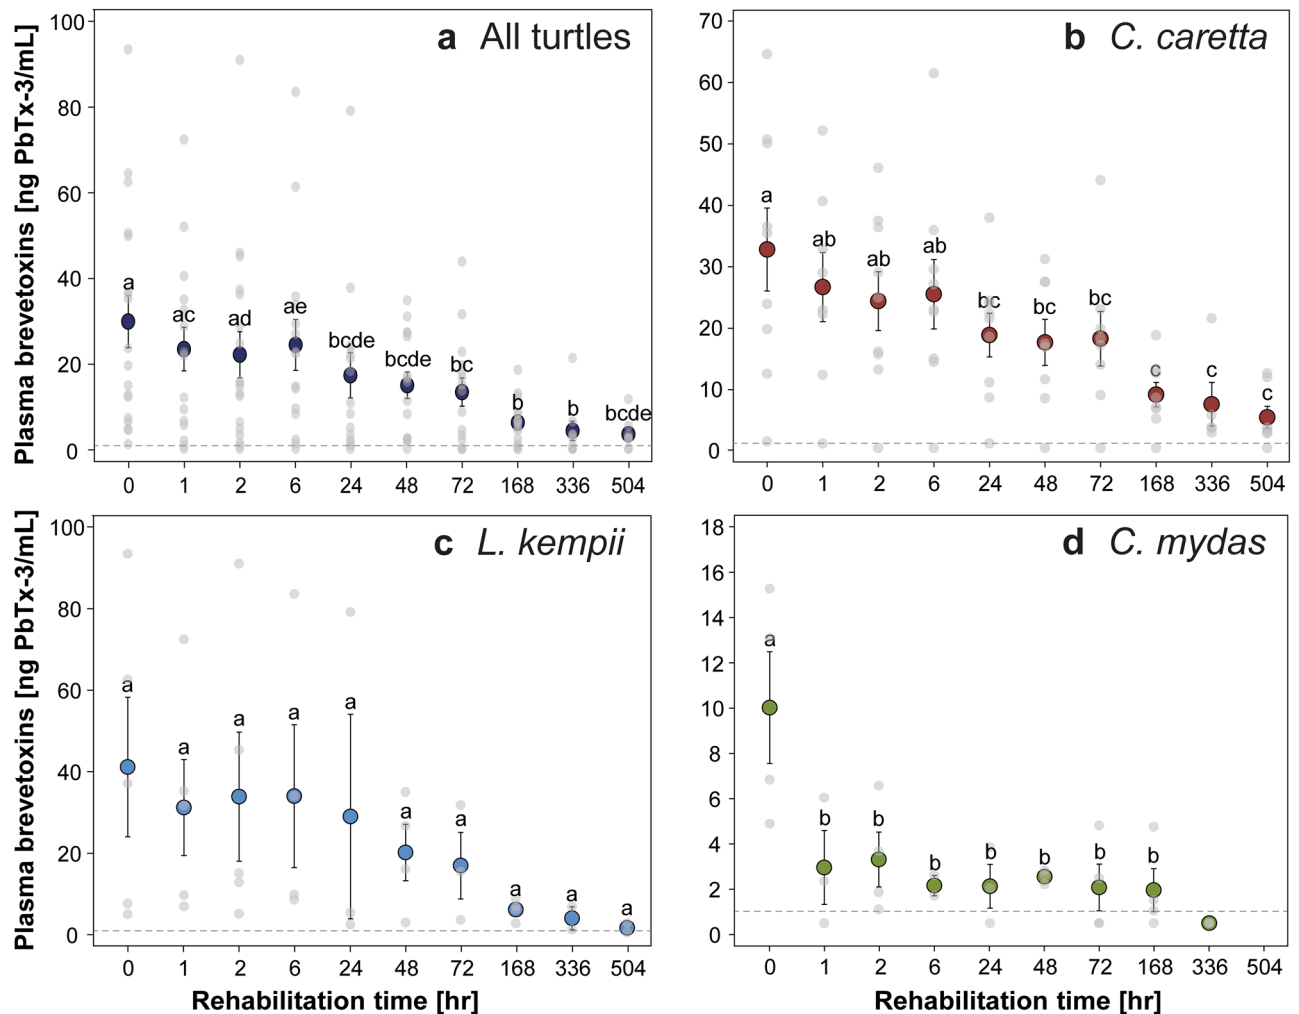 a All turtles
Plasma brevetoxins [ng PbTx-3/mL]
100
80
60
40
20
0
a
ac
ad
ae
bcde
bcde
bc
b
b
bcde
0 1 2 6 24 48 72 168 336 504
b C. caretta
70
60
50
40
30
20
10
0
a
ab
ab
ab
bc
bc
bc
c
c
c
0 1 2 6 24 48 72 168 336 504
c L. kempii
Plasma brevetoxins [ng PbTx-3/mL]
100
80
60
40
20
0
a
a
a
a
a
a
a
a
a
a
0 1 2 6 24 48 72 168 336 504
Rehabilitation time [hr]
d C. mydas
18
16
14
12
10
8
6
4
2
0
a
b
b
b
b
b
b
b
0 1 2 6 24 48 72 168 336 504
Rehabilitation time [hr]